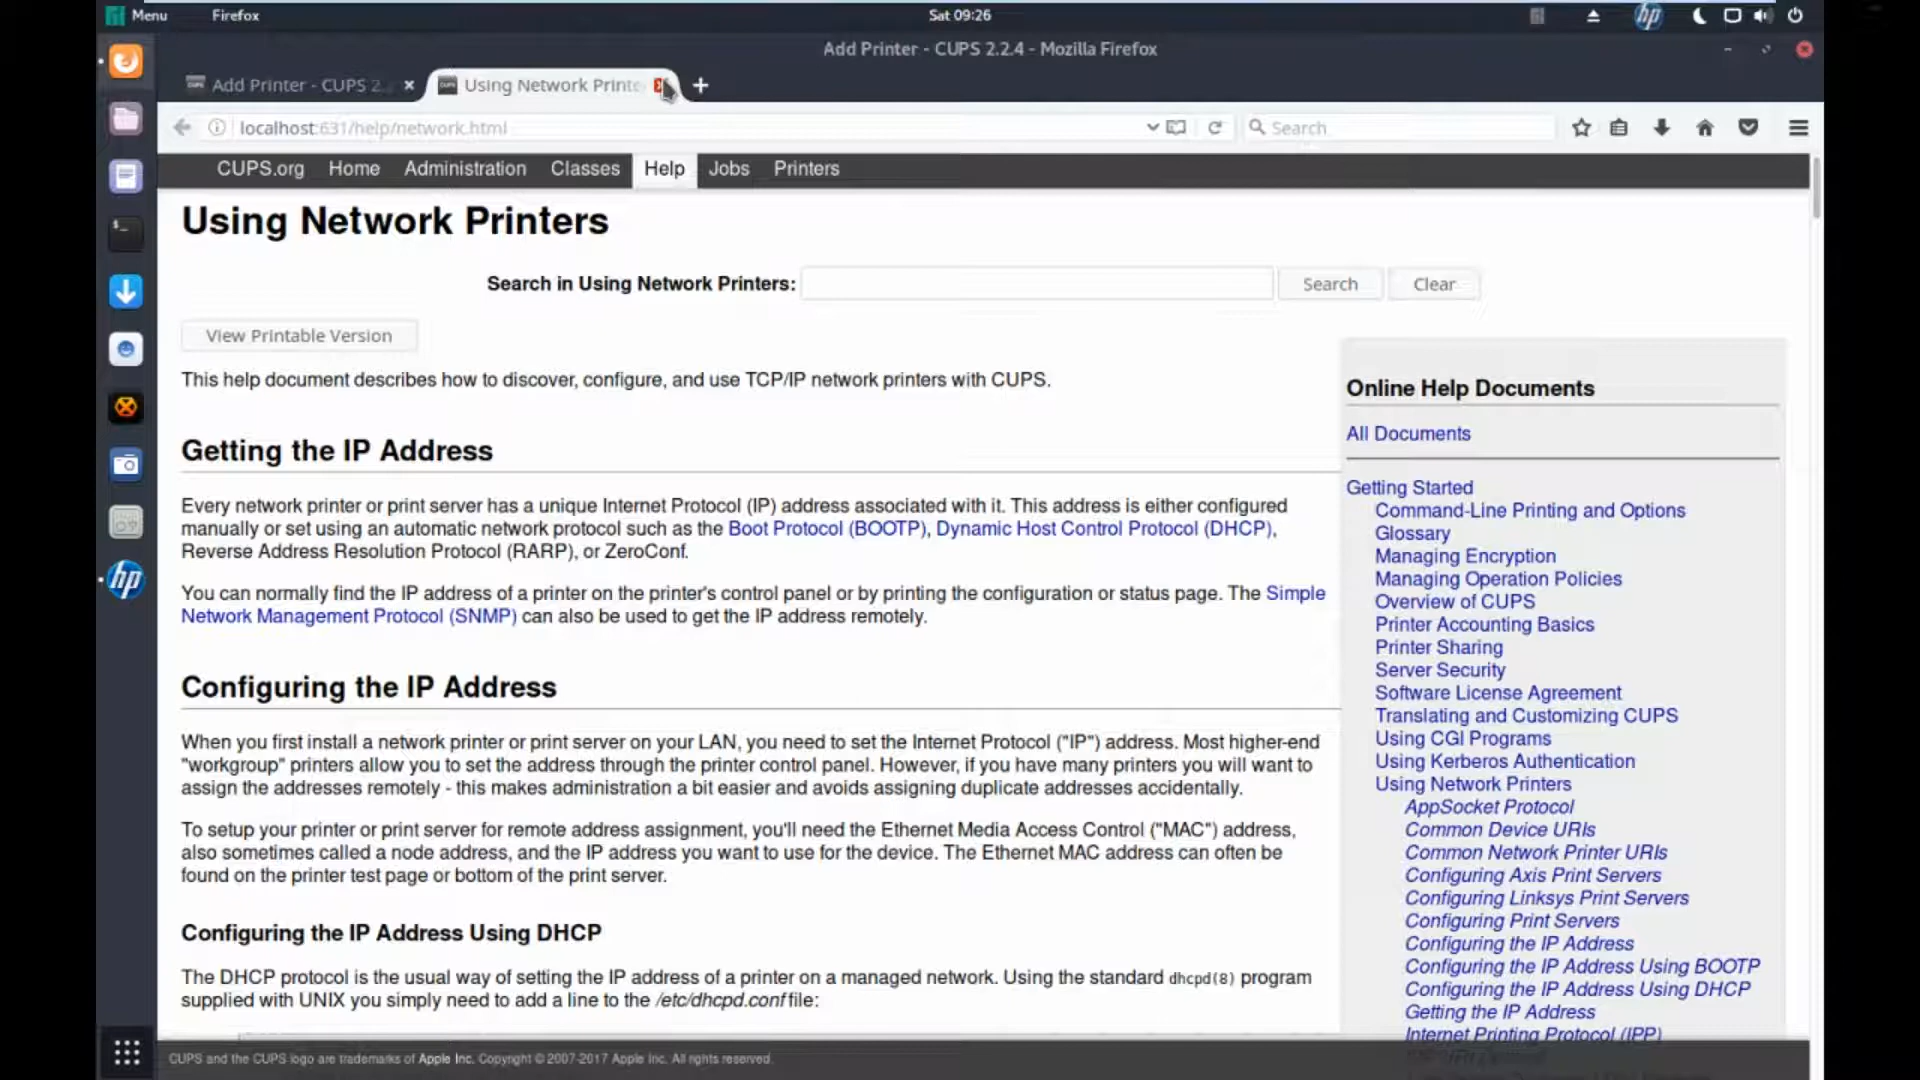 Menu
Firefox
Sat 09:26
hp
Add Printer - CUPS 2.2.4 - Mozilla Firefox
Add Printer - CUPS 2.
Using Network Printe
localhost:631/help/network.html
Search
CUPS.org
Home
Administration
Classes
Help
Jobs
Printers
Using Network Printers
Search in Using Network Printers:
Search
Clear
View Printable Version
This help document describes how to discover, configure, and use TCP/IP network printers with CUPS.
Getting the IP Address
Every network printer or print server has a unique Internet Protocol (IP) address associated with it. This address is either configured
manually or set using an automatic network protocol such as the Boot Protocol (BOOTP), Dynamic Host Control Protocol (DHCP),
Reverse Address Resolution Protocol (RARP), or ZeroConf.
You can normally find the IP address of a printer on the printer's control panel or by printing the configuration or status page. The Simple
Network Management Protocol (SNMP) can also be used to get the IP address remotely.
Configuring the IP Address
When you first install a network printer or print server on your LAN, you need to set the Internet Protocol ("IP") address. Most higher-end
"workgroup" printers allow you to set the address through the printer control panel. However, if you have many printers you will want to
assign the addresses remotely - this makes administration a bit easier and avoids assigning duplicate addresses accidentally.
To setup your printer or print server for remote address assignment, you'll need the Ethernet Media Access Control ("MAC") address,
also sometimes called a node address, and the IP address you want to use for the device. The Ethernet MAC address can often be
found on the printer test page or bottom of the print server.
Configuring the IP Address Using DHCP
The DHCP protocol is the usual way of setting the IP address of a printer on a managed network. Using the standard dhcpd(8) program
supplied with UNIX you simply need to add a line to the /etc/dhcpd.conf file:
Online Help Documents
All Documents
Getting Started
Command-Line Printing and Options
Glossary
Managing Encryption
Managing Operation Policies
Overview of CUPS
Printer Accounting Basics
Printer Sharing
Server Security
Software License Agreement
Translating and Customizing CUPS
Using CGI Programs
Using Kerberos Authentication
Using Network Printers
AppSocket Protocol
Common Device URIs
Common Network Printer URIs
Configuring Axis Print Servers
Configuring Linksys Print Servers
Configuring Print Servers
Configuring the IP Address
Configuring the IP Address Using BOOTP
Configuring the IP Address Using DHCP
Getting the IP Address
Internet Printing Protocol (IPP)
hp
CUPS and the CUPS logo are trademarks of Apple Inc. Copyright © 2007-2017 Apple Inc. All rights reserved.